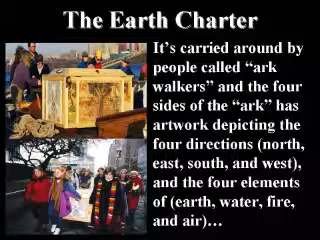 The Earth Charter
It's carried around by
people called “ark
walkers” and the four
sides of the “ark” has
artwork depicting the
four directions (north,
east, south, and west),
and the four elements
of (earth, water, fire,
and air)…